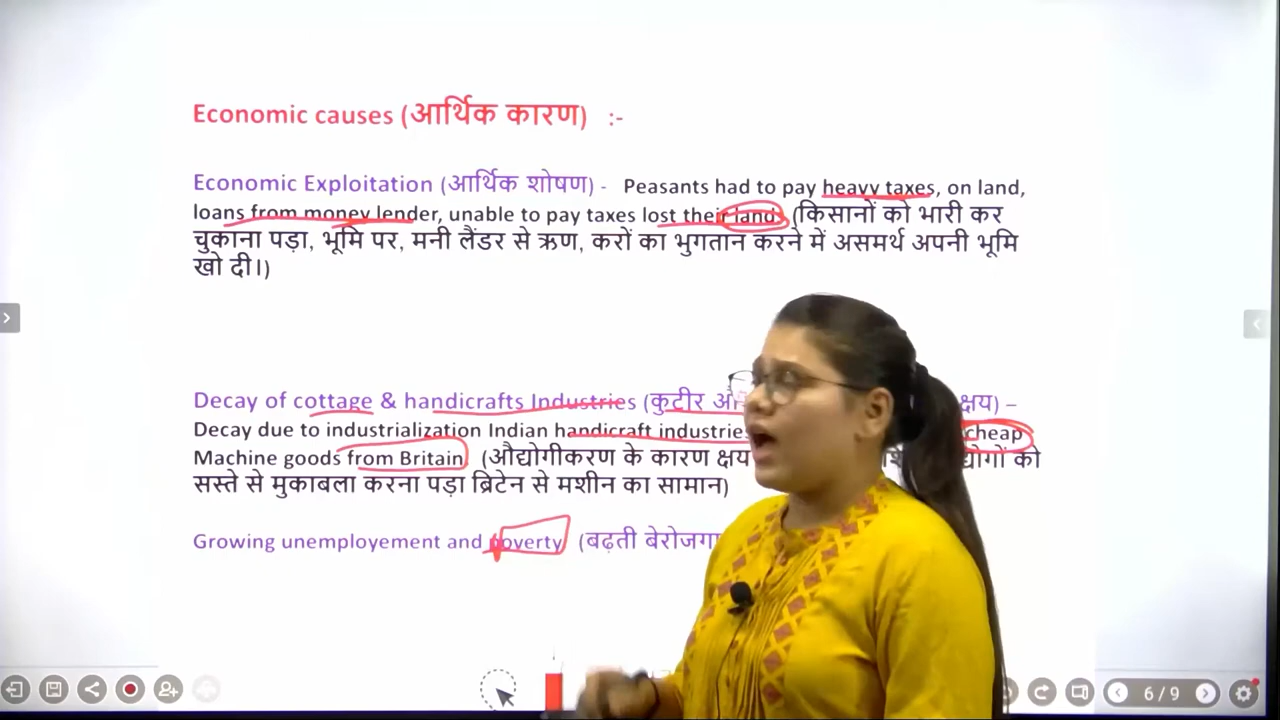 Economic causes (आर्थिक कारण) :-
Economic Exploitation (आर्थिक शोषण) - Peasants had to pay heavy taxes, on land,
loans from money lender, unable to pay taxes lost their land (किसानों को भारी कर
चुकाना पड़ा, भूमि पर, मनी लैंडर से ऋण, करों का भुगतान करने में असमर्थ अपनी भूमि
खो दी।)
Decay of cottage & handicrafts Industries (कुटीर क्षय) –
Decay due to industrialization Indian handicraft industries cheap
Machine goods from Britain (औद्योगीकरण के कारण क्षय को
सस्ते से मुकाबला करना पड़ा ब्रिटेन से मशीन का सामान)
Growing unemployement and poverty (बढ़ती
6/9